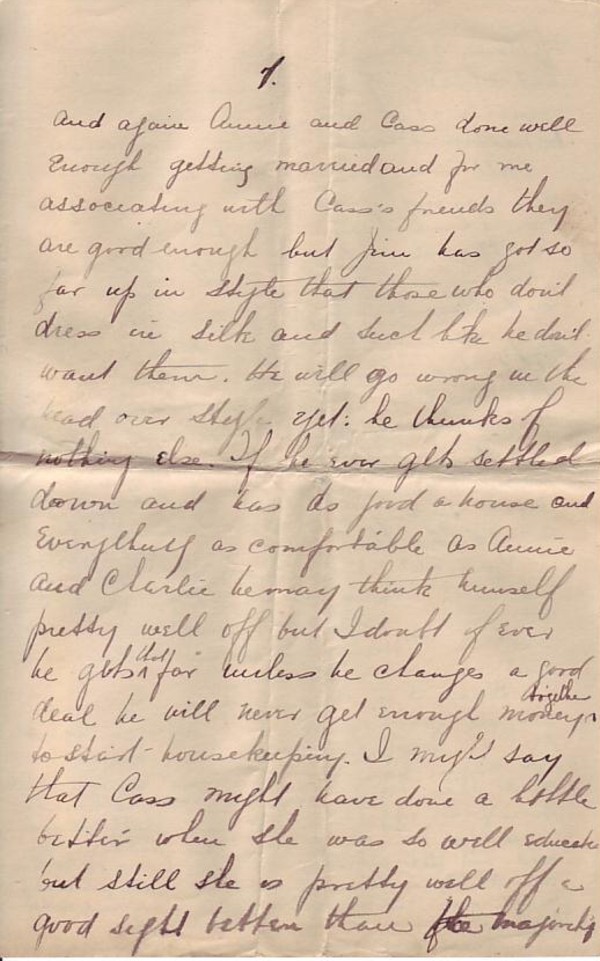 7.
and again Annie and Cass done well
enough getting married and for me
associating with Cass's friends they
are good enough but Jim has got so
far up in style that those who don't
dress in silk and such like he don't
want them. He will go wrong in the
head over style yet: he thinks of
nothing else. If he ever gets settled
down and has as good a house and
everything as comfortable as Annie
and Charlie he may think himself
pretty well off but I doubt if ever
he gets that far unless he changes a good
deal he will never get enough money together
to start housekeeping. I might say
that Cass might have done a little
better when she was so well
but still she is pretty well off a
good sight better than the majority